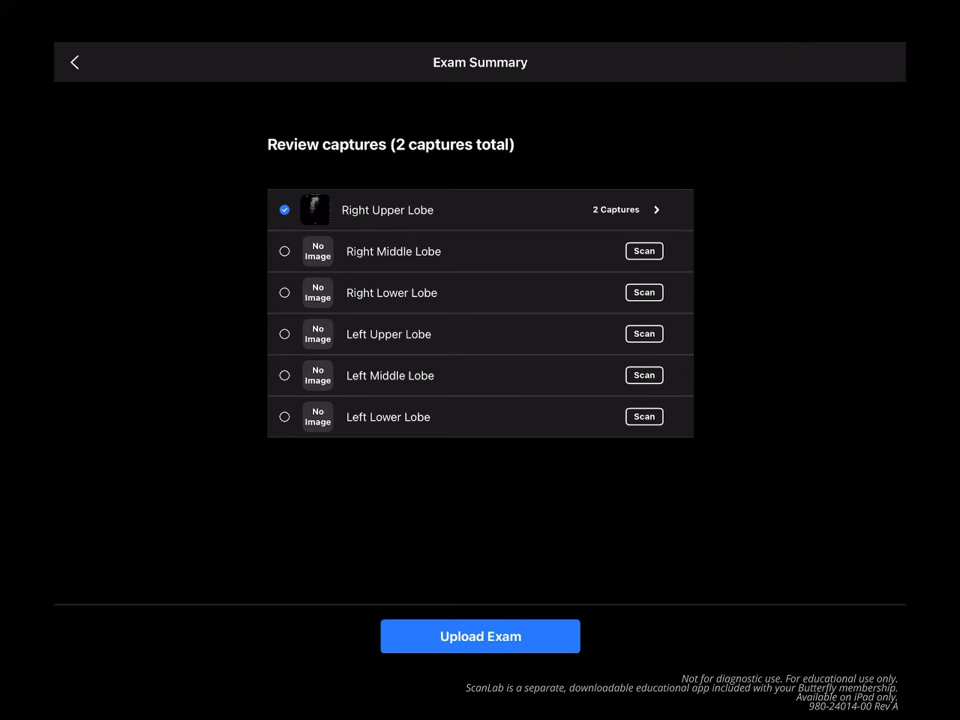 Exam Summary
Review captures (2 captures total)
Right Upper Lobe 2 Captures
No Image Right Middle Lobe Scan
No Image Right Lower Lobe Scan
No Image Left Upper Lobe Scan
No Image Left Middle Lobe Scan
No Image Left Lower Lobe Scan
Upload Exam
Not for diagnostic use. For educational use only.
ScanLab is a separate, downloadable educational app included with your Butterfly membership.
Available on iPad only.
980-24014-00 Rev A